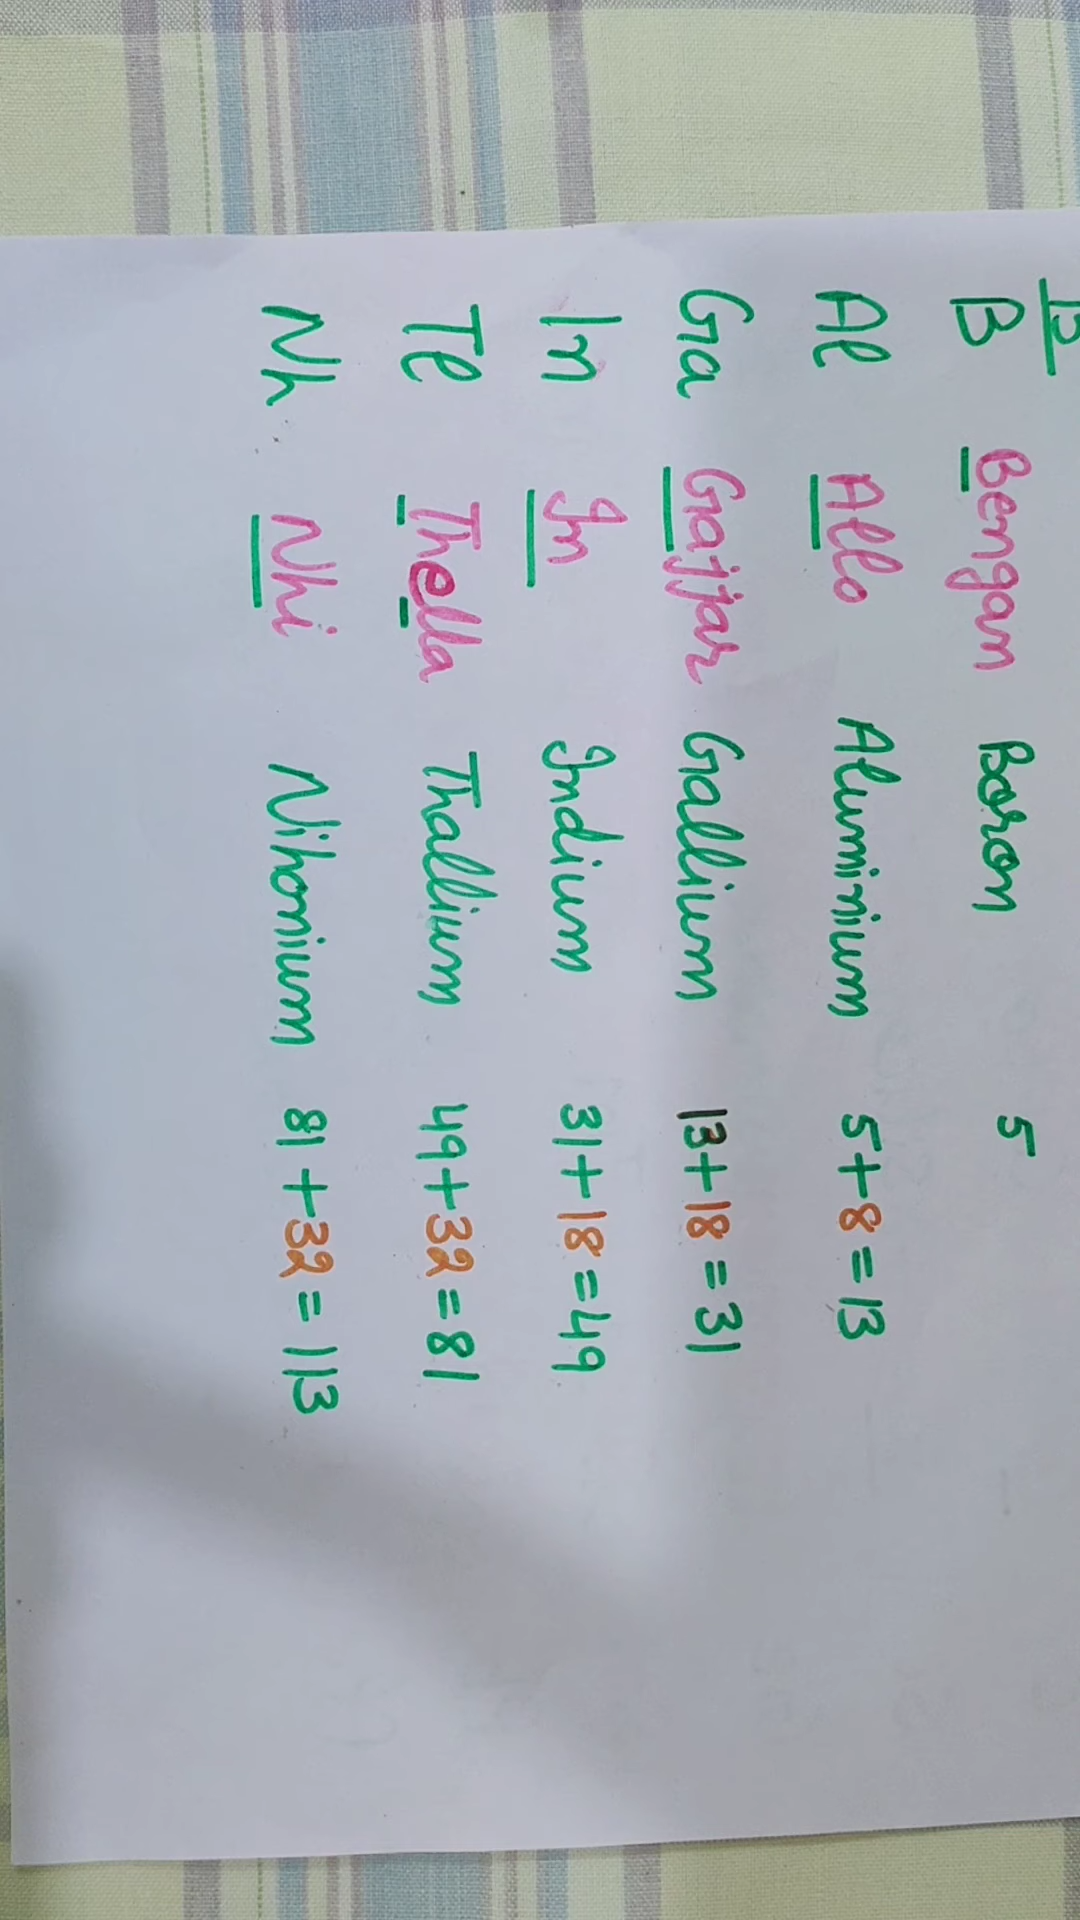 13
B Bengan Boron 5
Al Allo Aluminium 5+8=13
Ga Gajjar Gallium 13+18=31
In In Indium 31+18=49
Tl Thella Thallium 49+32=81
Nh Nhi Nihonium 81+32=113